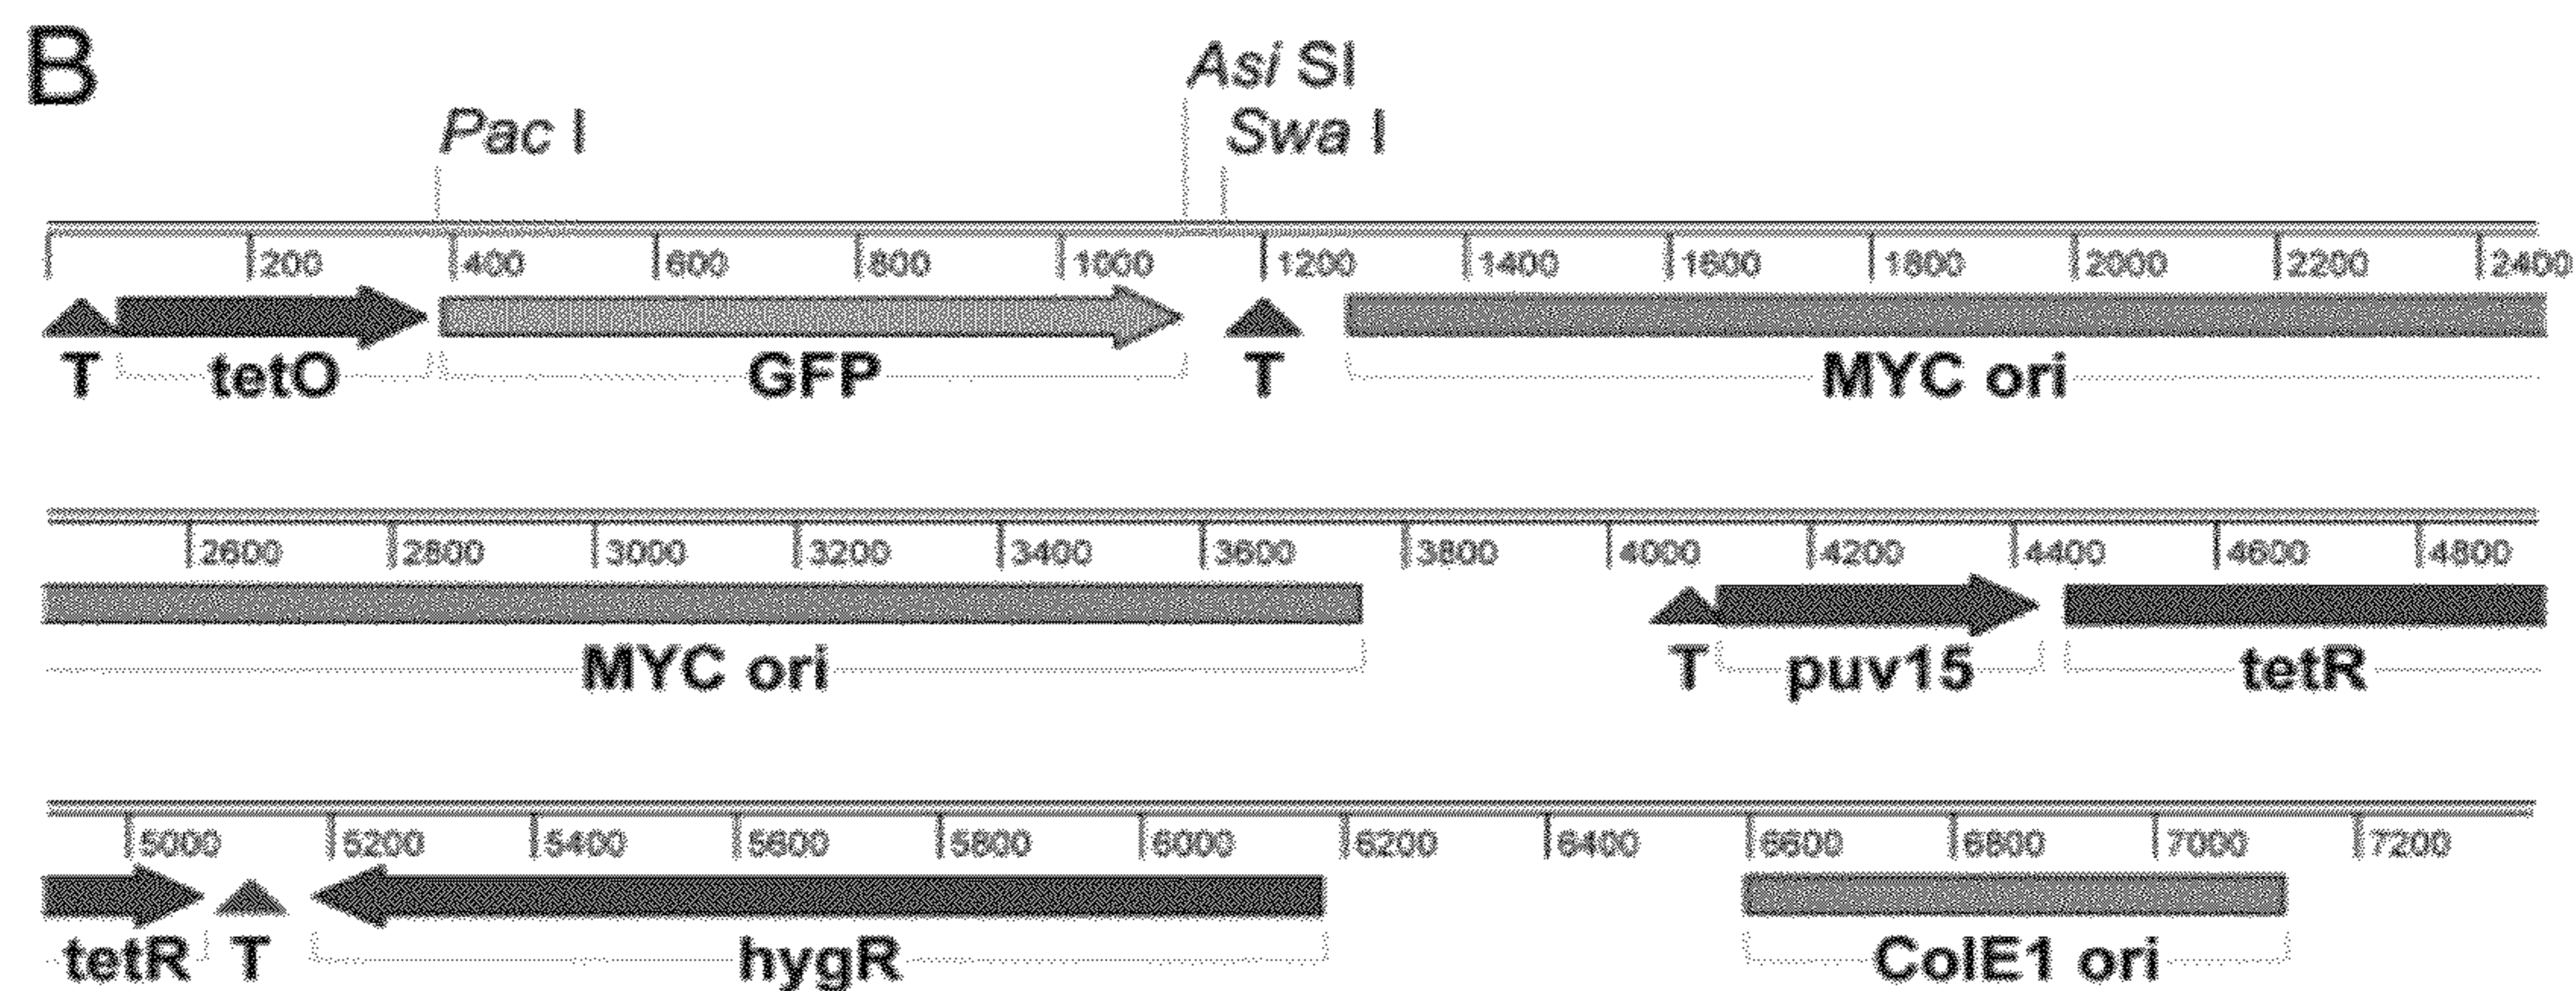 B
Asi SI
Pac I
Swa I
200 400 600 800 1000 1200 1400 1600 1800 2000 2200 2400
T tetO GFP T MYC ori
2600 2800 3000 3200 3400 3600 3800 4000 4200 4400 4600 4800
MYC ori T puv15 tetR
5000 5200 5400 5600 5800 6000 6200 6400 6600 6800 7000 7200
tetR T hygR ColE1 ori